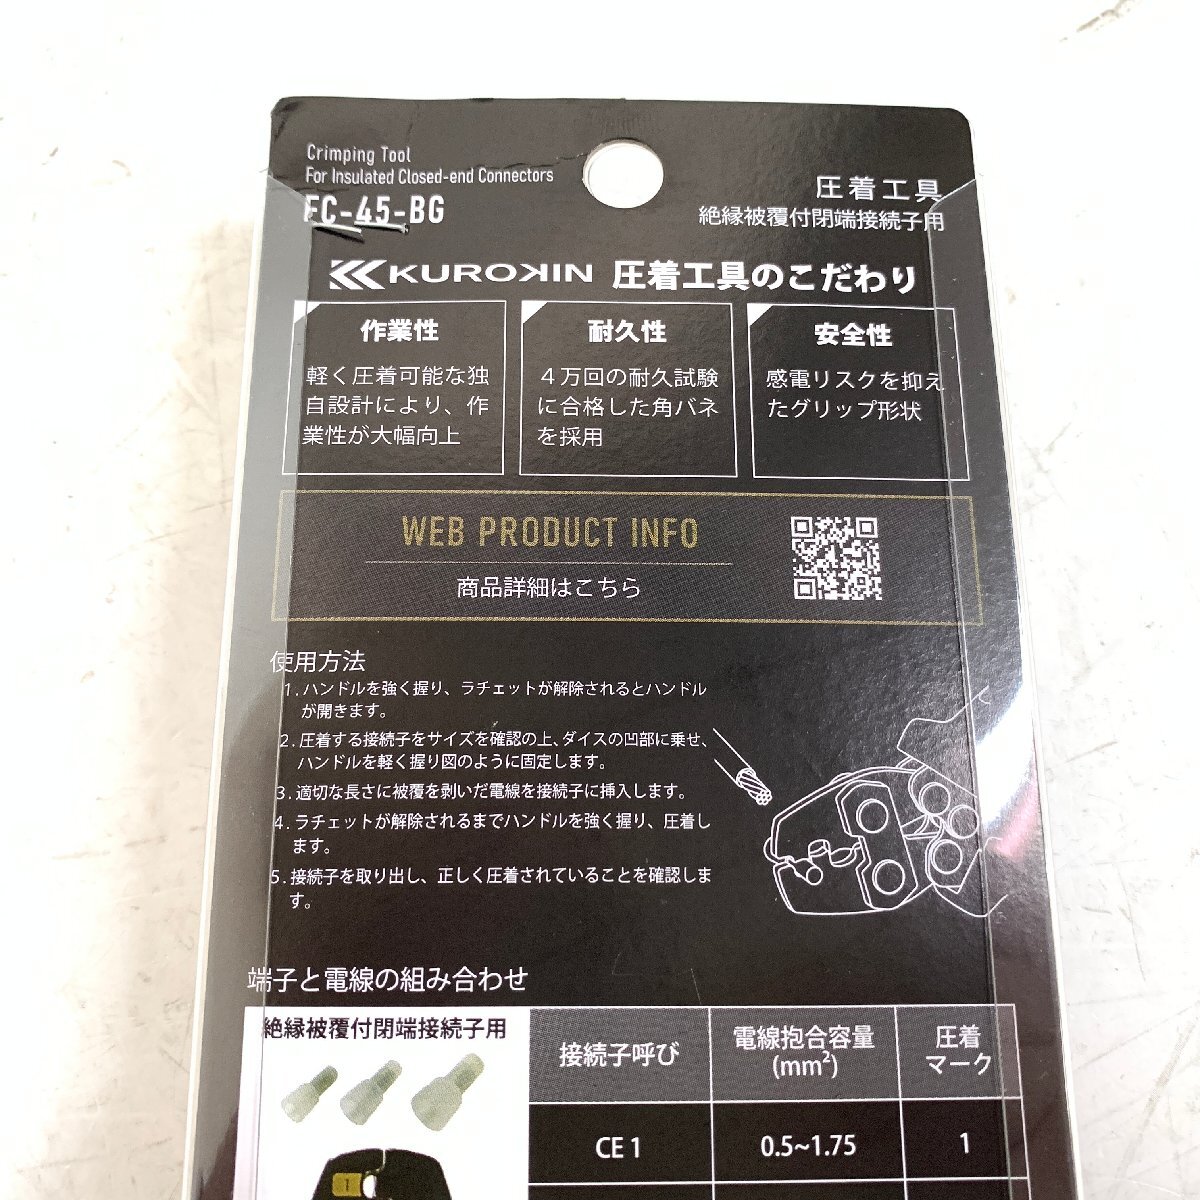 Crimping Tool
For Insulated Closed-end Connectors
FC-45-BG
圧着工具
絶縁被覆付閉端接続子用
KUROKIN 圧着工具のこだわり
作業性
軽く圧着可能な独
自設計により、作
業性が大幅向上
耐久性
4万回の耐久試験
に合格した角バネ
を採用
安全性
感電リスクを抑え
たグリップ形状
WEB PRODUCT INFO
商品詳細はこちら
使用方法
1.ハンドルを強く握り、ラチェットが解除されるとハンドル
が開きます。
2.圧着する接続子をサイズを確認の上、ダイスの凹部に乗せ、
ハンドルを軽く握り図のように固定します。
3.適切な長さに被覆を剥いだ電線を接続子に挿入します。
4.ラチェットが解除されるまでハンドルを強く握り、圧着し
ます。
5.接続子を取り出し、正しく圧着されていることを確認しま
す。
端子と電線の組み合わせ
絶縁被覆付閉端接続子用
接続子呼び
電線抱合容量
(mm²)
圧着
マーク
CE 1
0.5~1.75
1
1